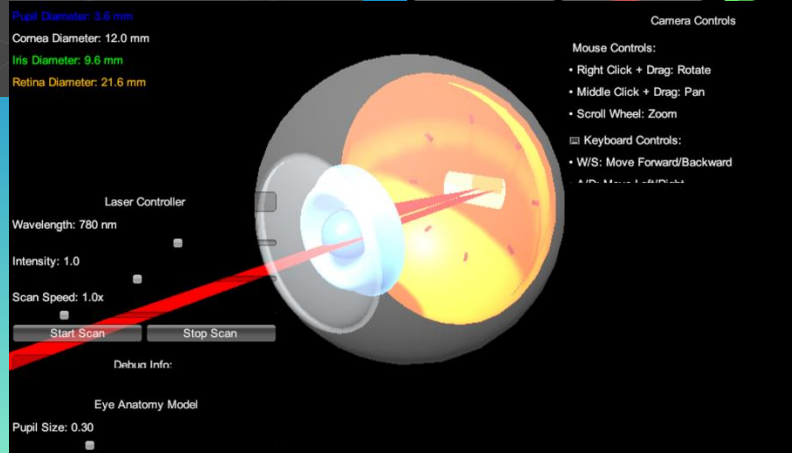 Pupil Diameter: 3.6 mm
Cornea Diameter: 12.0 mm
Iris Diameter: 9.6 mm
Retina Diameter: 21.6 mm
Laser Controller
Wavelength: 780 nm
Intensity: 1.0
Scan Speed: 1.0x
Start Scan Stop Scan
Debug Info:
Eye Anatomy Model
Pupil Size: 0.30
Camera Controls
Mouse Controls:
• Right Click + Drag: Rotate
• Middle Click + Drag: Pan
• Scroll Wheel: Zoom
⌨ Keyboard Controls:
• W/S: Move Forward/Backward
• A/D: Move Left/Right